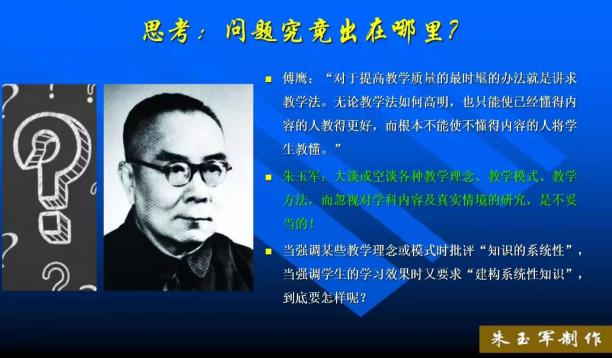 思考：问题究竟出在哪里？
傅鹰：“对于提高教学质量的最时髦的办法就是讲求
教学法。无论教学法如何高明，也只能使已经懂得内
容的人教得更好，而根本不能使不懂得内容的人将学
生教懂。”
朱玉军：大谈或空谈各种教学理念、教学模式、教学
方法，而忽视对学科内容及真实情境的研究，是不妥
当的！
当强调某些教学理念或模式时批评“知识的系统性”，
当强调学生的学习效果时又要求“建构系统性知识”，
到底要怎样呢？
朱玉军制作